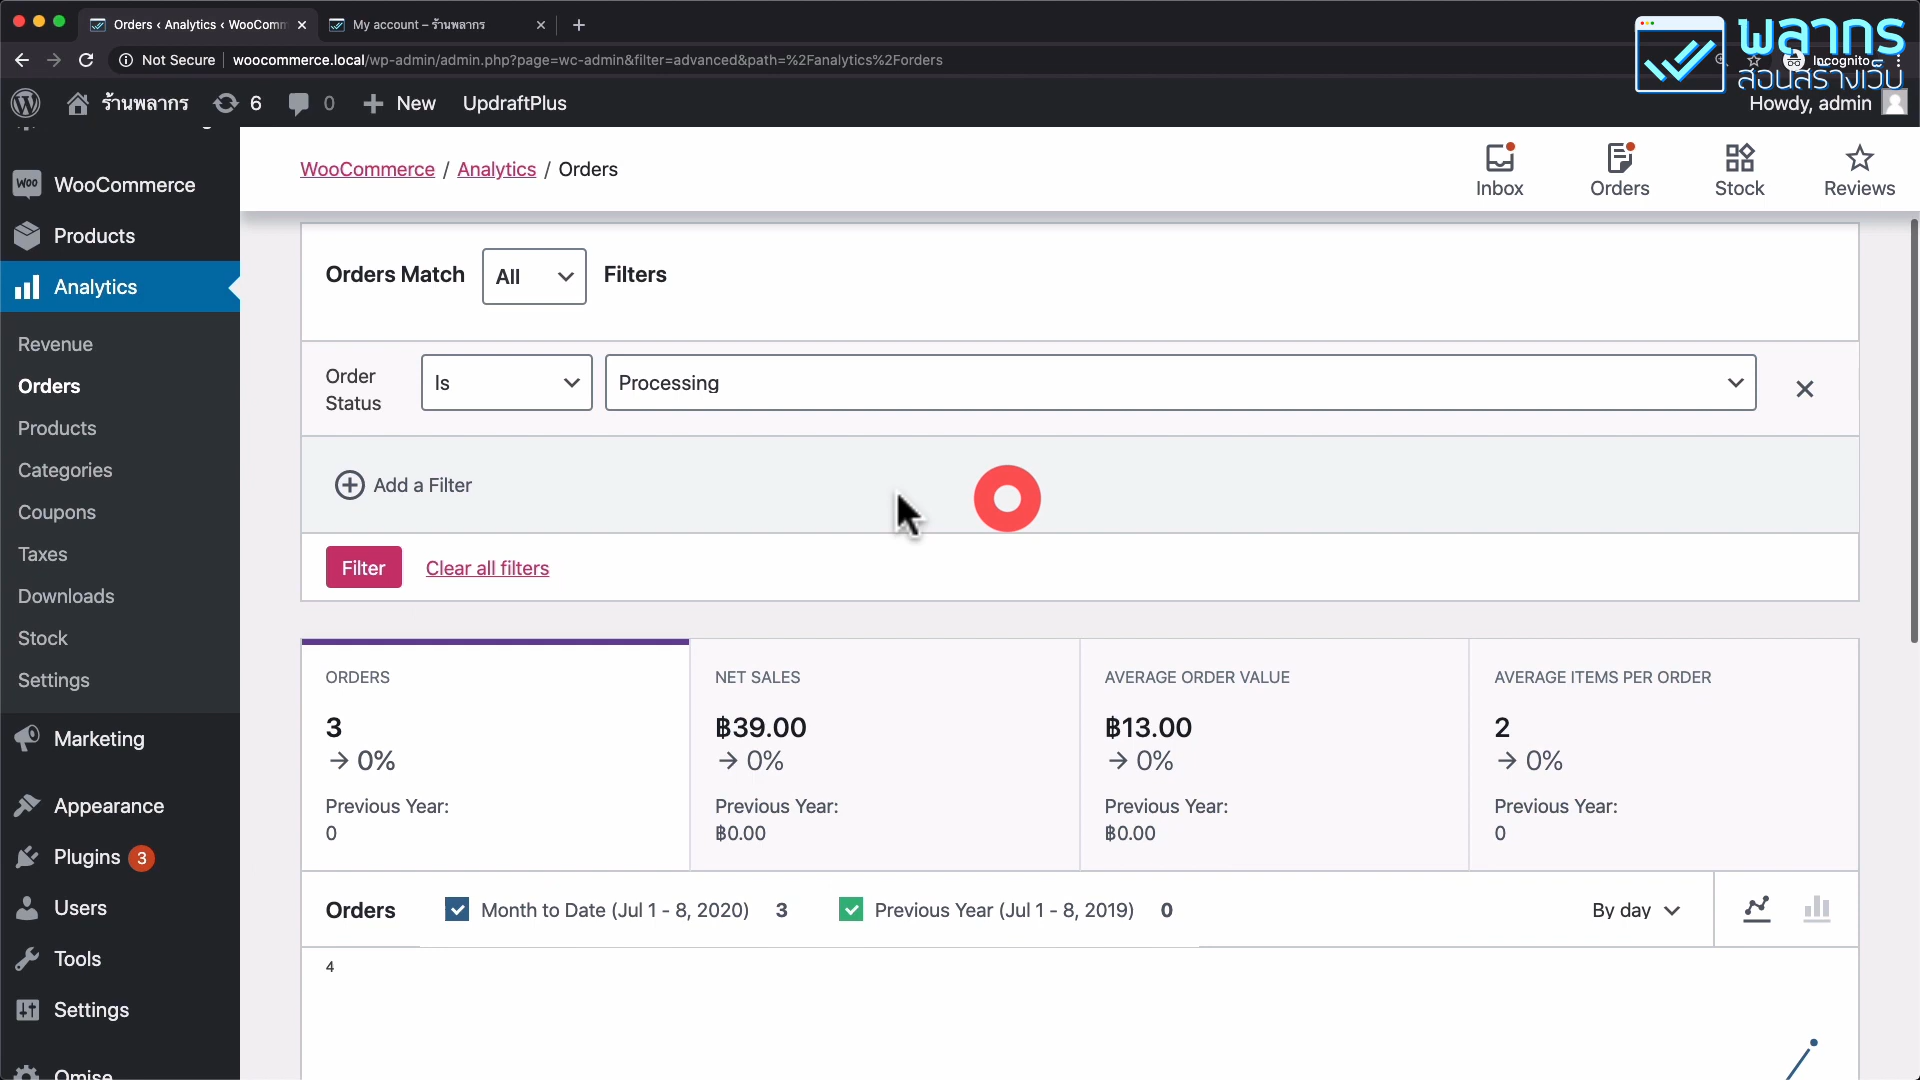 Orders ‹ Analytics ‹ WooComm
My account – ร้านพลากร
Not Secure
woocommerce.local/wp-admin/admin.php?page=wc-admin&filter=advanced&path=%2Fanalytics%2Forders
Incognito
พลากร
สอนสร้างเว็บ
ร้านพลากร
6
0
New
UpdraftPlus
Howdy, admin
WooCommerce
Products
Analytics
Revenue
Orders
Products
Categories
Coupons
Taxes
Downloads
Stock
Settings
Marketing
Appearance
Plugins 3
Users
Tools
Settings
Omise
WooCommerce / Analytics / Orders
Inbox
Orders
Stock
Reviews
Orders Match All Filters
Order
Status
Is
Processing
Add a Filter
Filter
Clear all filters
ORDERS
3
→ 0%
Previous Year:
0
NET SALES
฿39.00
→ 0%
Previous Year:
฿0.00
AVERAGE ORDER VALUE
฿13.00
→ 0%
Previous Year:
฿0.00
AVERAGE ITEMS PER ORDER
2
→ 0%
Previous Year:
0
Orders
Month to Date (Jul 1 - 8, 2020) 3
Previous Year (Jul 1 - 8, 2019) 0
By day
4